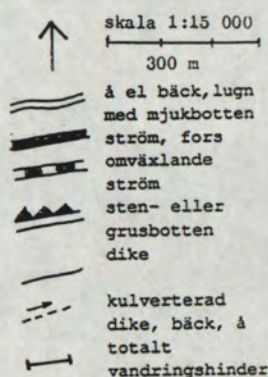 skala 1:15 000
300 m
å el bäck,lugn
med mjukbotten
ström, fors
omväxlande
ström
sten- eller
grusbotten
dike
kulverterad
dike, bäck, å
totalt
vandringshinder